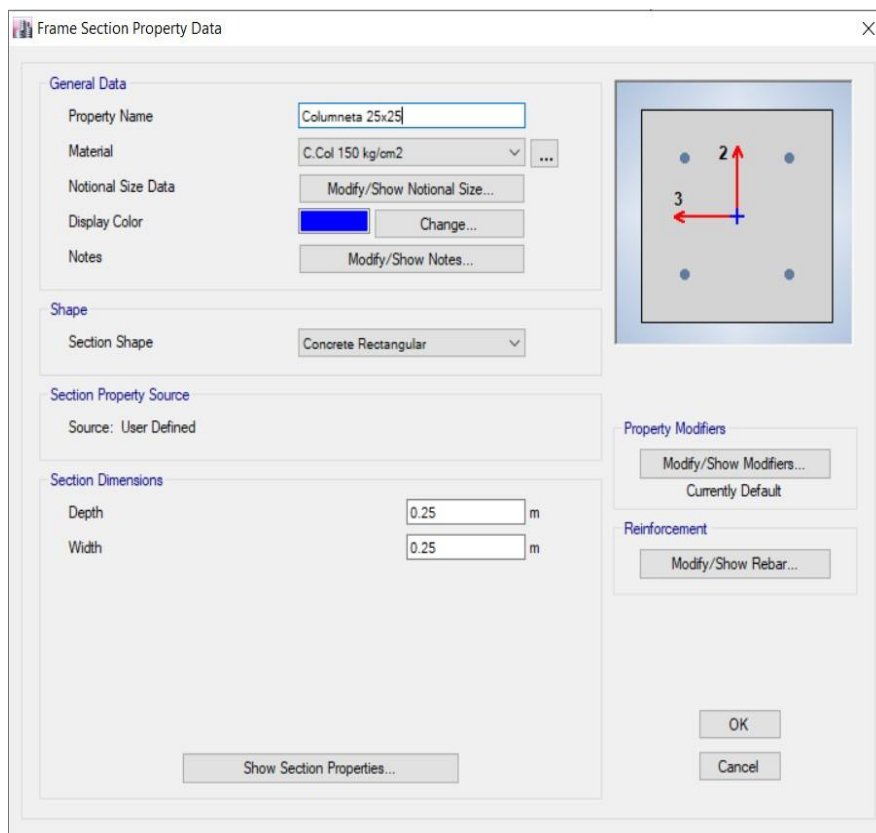 Frame Section Property Data
General Data
Property Name Columneta 25x25
Material C.Col 150 kg/cm2 ...
Notional Size Data Modify/Show Notional Size...
Display Color Change...
Notes Modify/Show Notes...
2
3
Shape
Section Shape Concrete Rectangular
Section Property Source
Source: User Defined
Property Modifiers
Modify/Show Modifiers...
Currently Default
Section Dimensions
Depth 0.25 m
Width 0.25 m
Reinforcement
Modify/Show Rebar...
Show Section Properties...
OK
Cancel